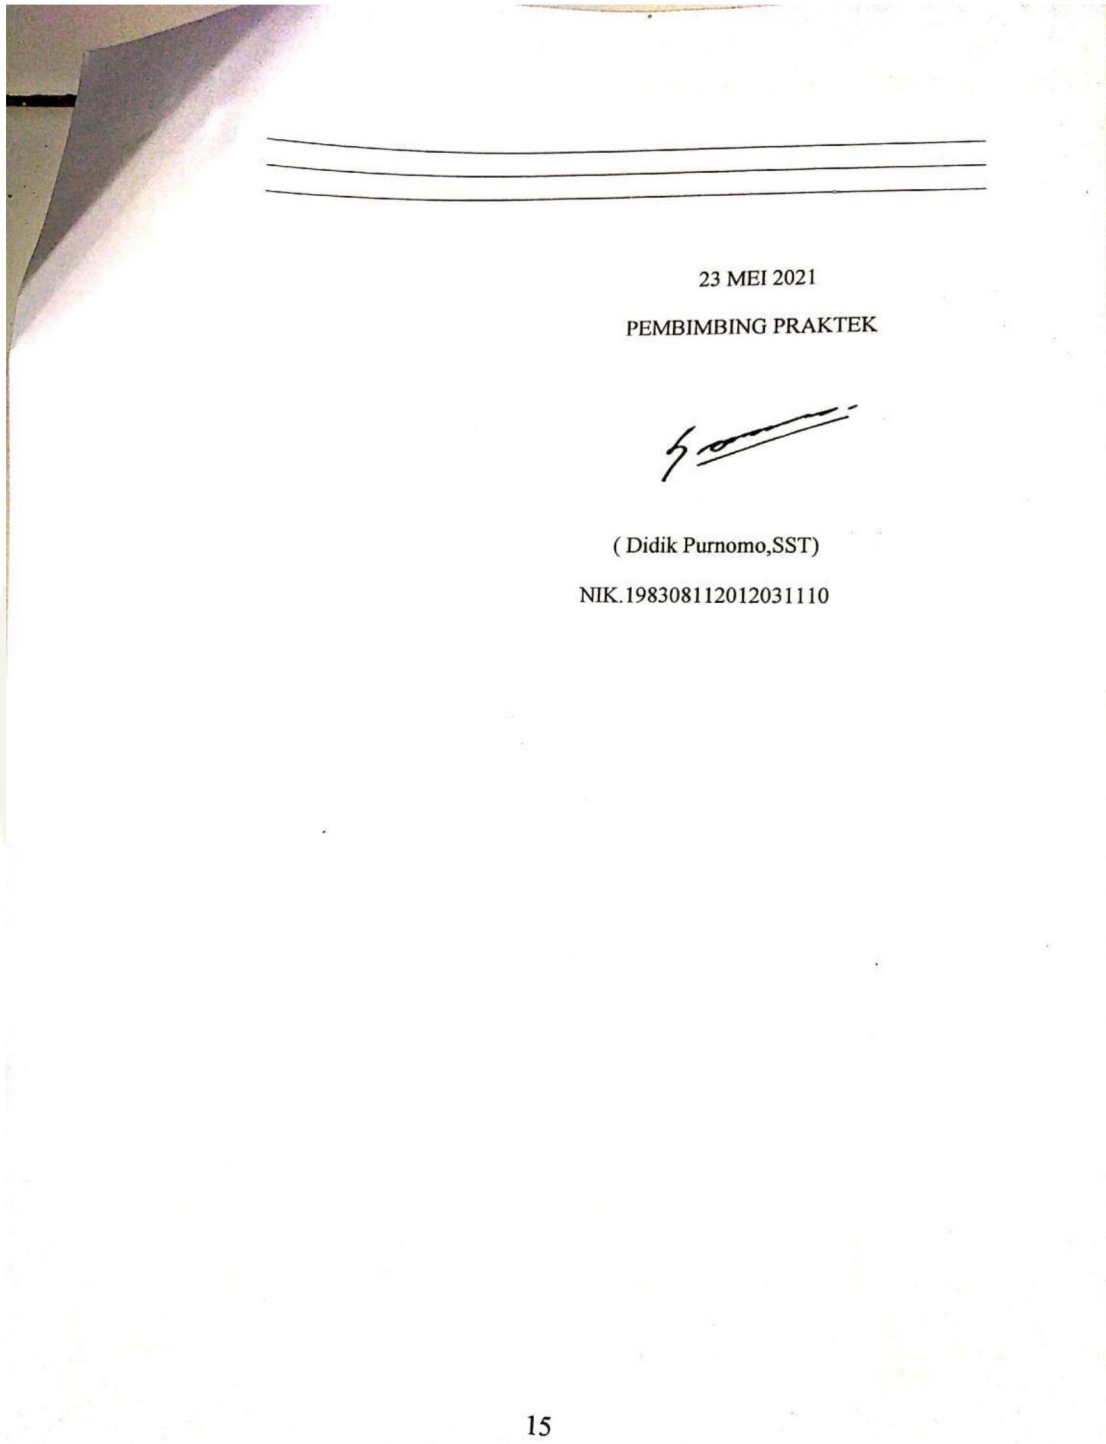 23 MEI 2021
PEMBIMBING PRAKTEK
( Didik Purnomo,SST)
NIK.198308112012031110
15